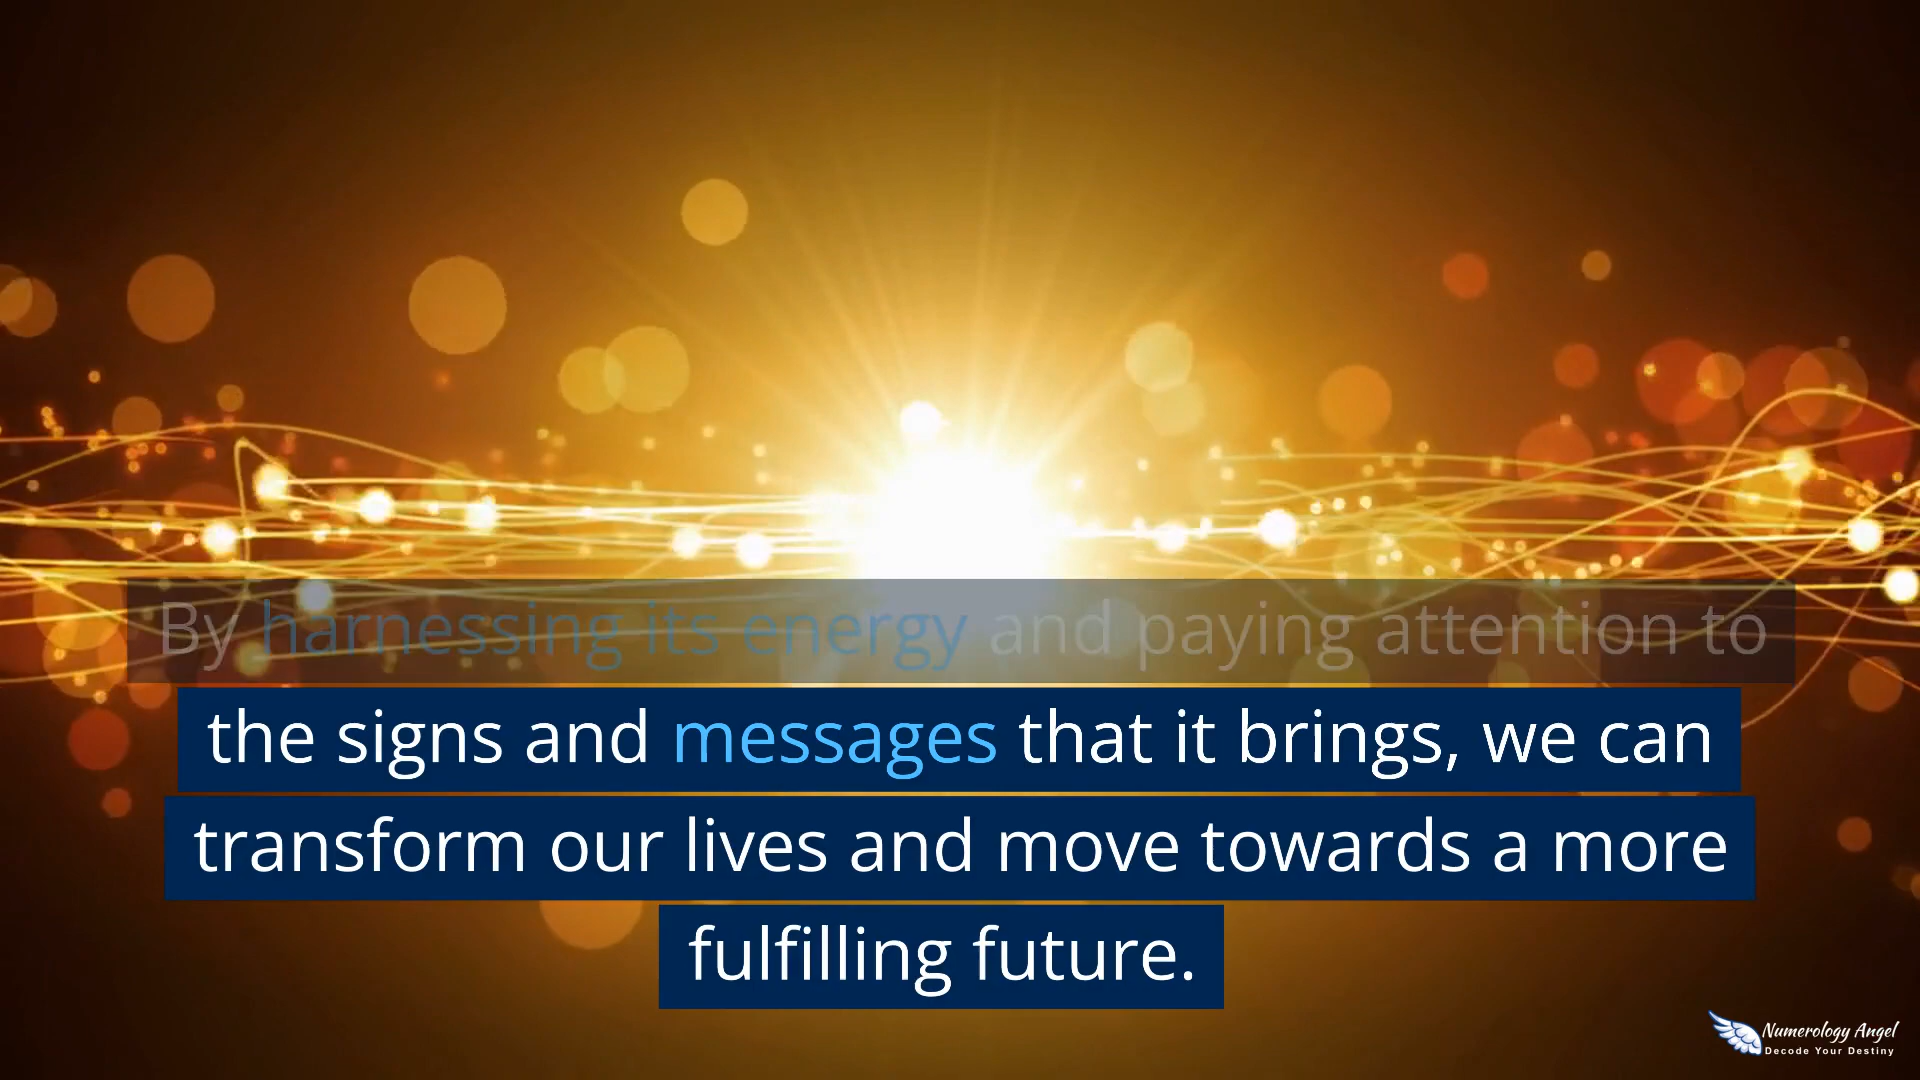 By harnessing its energy and paying attention to
the signs and messages that it brings, we can
transform our lives and move towards a more
fulfilling future.
Numerology Angel
Decode Your Destiny